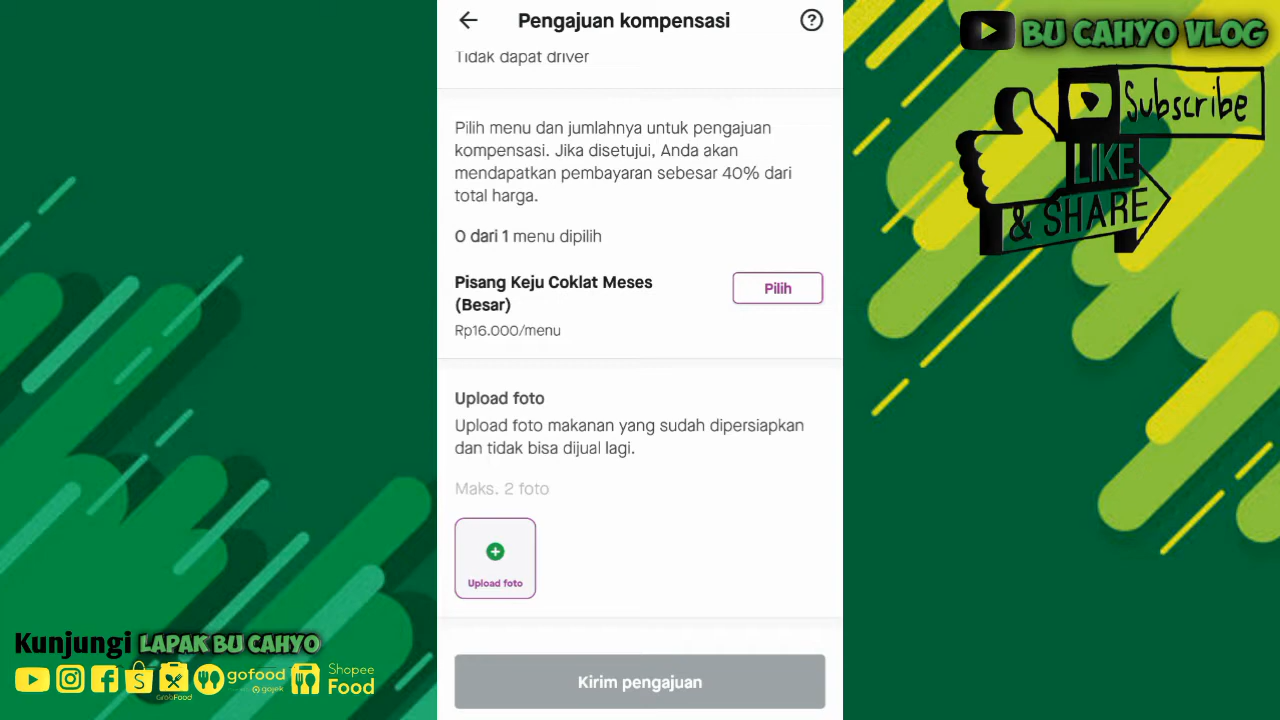 Pengajuan kompensasi
Tidak dapat driver
Pilih menu dan jumlahnya untuk pengajuan
kompensasi. Jika disetujui, Anda akan
mendapatkan pembayaran sebesar 40% dari
total harga.
0 dari 1 menu dipilih
Pisang Keju Coklat Meses
(Besar)
Pilih
Rp16.000/menu
Upload foto
Upload foto makanan yang sudah dipersiapkan
dan tidak bisa dijual lagi.
Maks. 2 foto
Upload foto
Kirim pengajuan
BU CAHYO VLOG
Subscribe
LIKE
& SHARE
Kunjungi LAPAK BU CAHYO
GrabFood
gofood
gojek
Shopee
Food